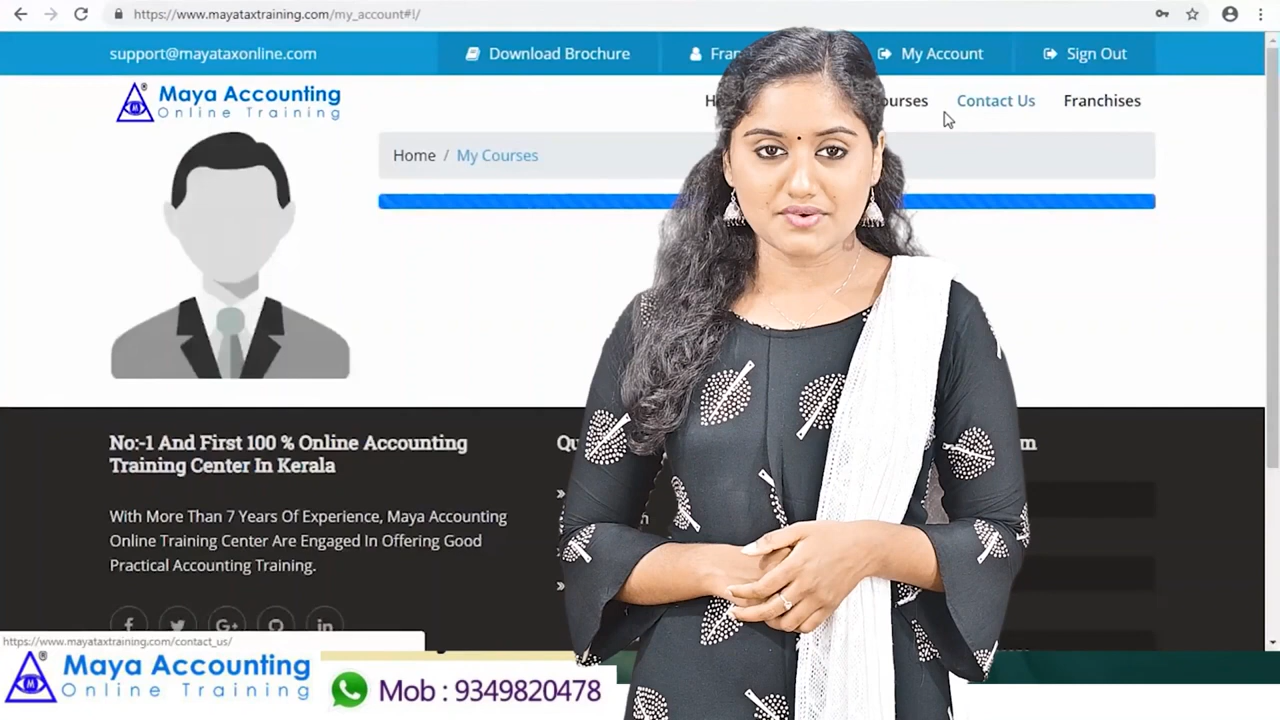 https://www.mayataxtraining.com/my_account#!/
support@mayataxonline.com
Download Brochure
My Account
Sign Out
Maya Accounting
Online Training
Contact Us
Franchises
Home / My Courses
No:-1 And First 100 % Online Accounting
Training Center In Kerala
With More Than 7 Years Of Experience, Maya Accounting
Online Training Center Are Engaged In Offering Good
Practical Accounting Training.
https://www.mayataxtraining.com/contact_us/
Maya Accounting
Online Training
Mob : 9349820478